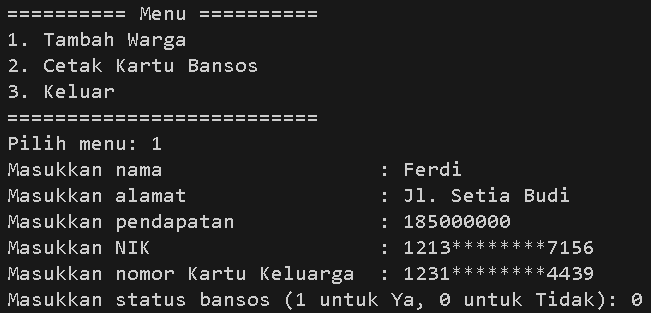 ========== Menu ==========
1. Tambah Warga
2. Cetak Kartu Bansos
3. Keluar
==========================
Pilih menu: 1
Masukkan nama                  : Ferdi
Masukkan alamat                : Jl. Setia Budi
Masukkan pendapatan            : 185000000
Masukkan NIK                   : 1213********7156
Masukkan nomor Kartu Keluarga  : 1231********4439
Masukkan status bansos (1 untuk Ya, 0 untuk Tidak): 0